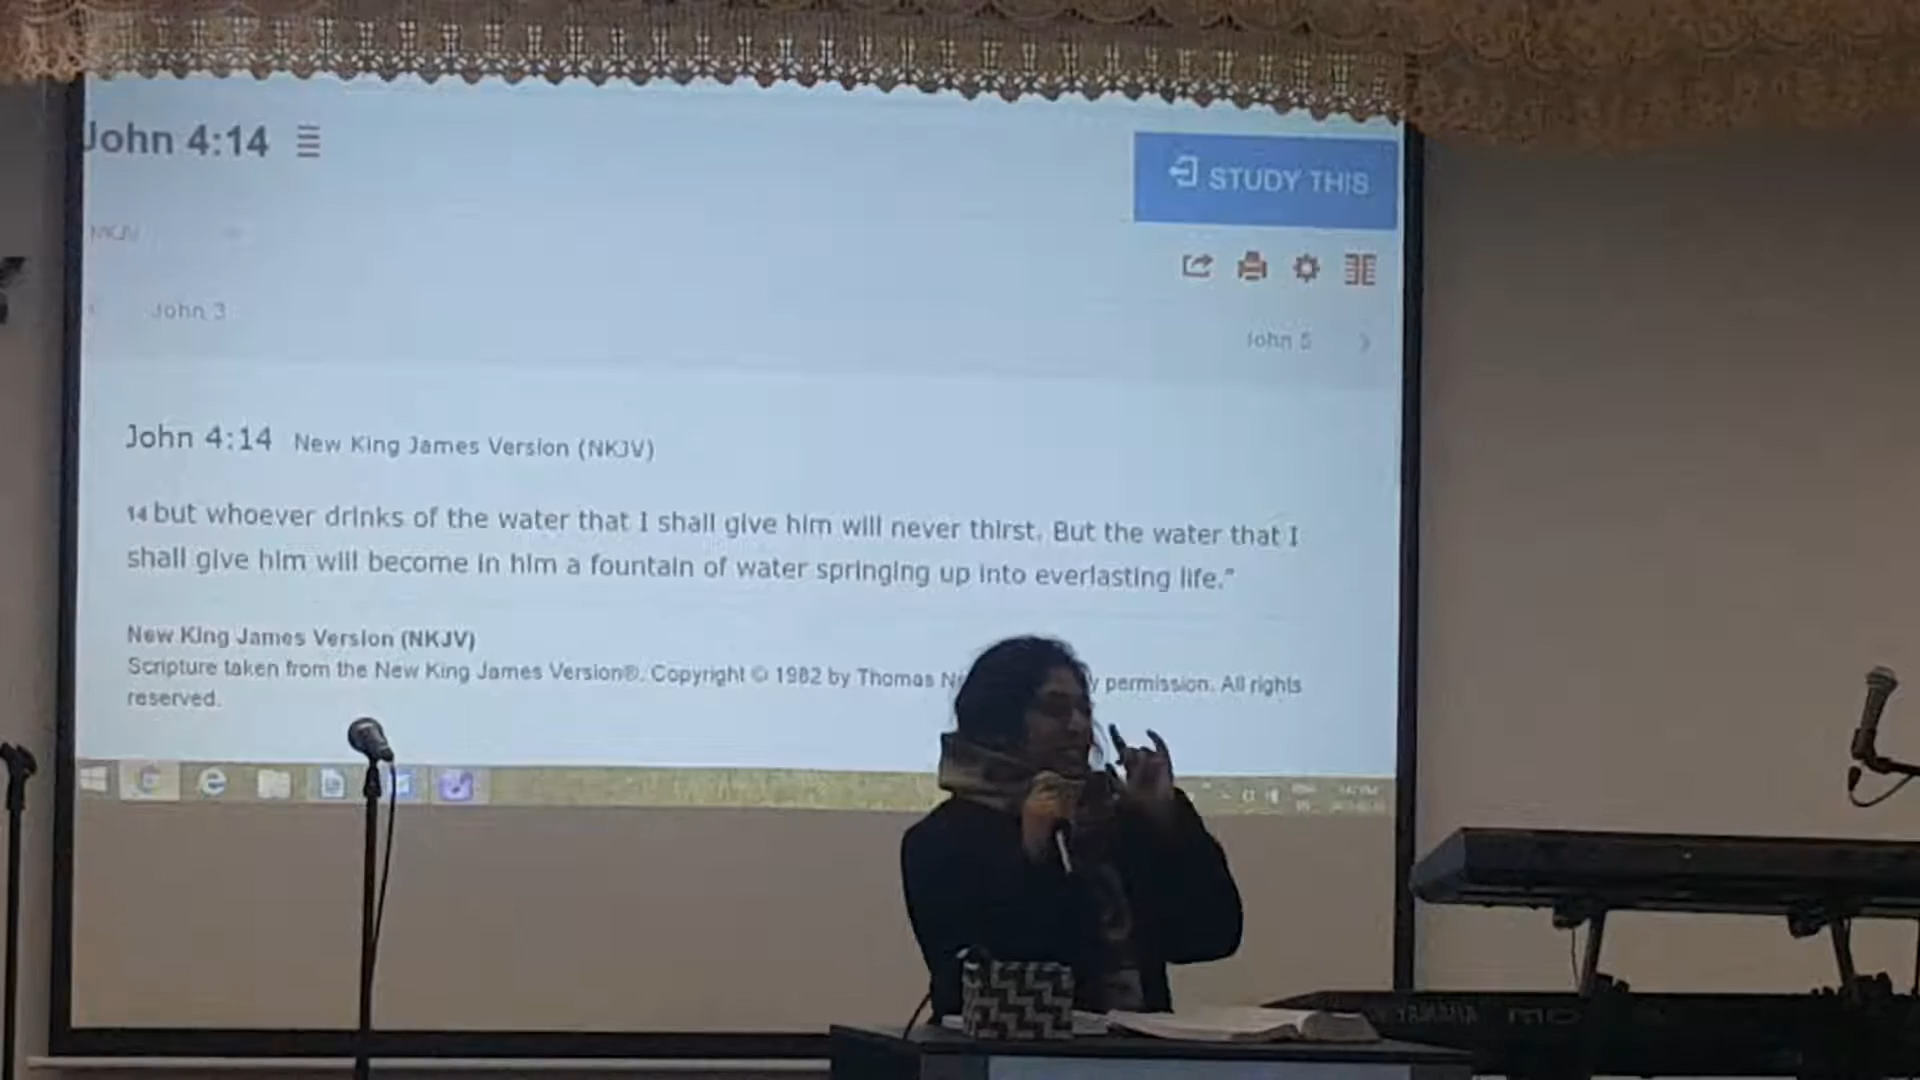 John 4:14
STUDY THIS
NKJV
John 3
John 5
John 4:14 New King James Version (NKJV)
14 but whoever drinks of the water that I shall give him will never thirst. But the water that I
shall give him will become in him a fountain of water springing up into everlasting life.”
New King James Version (NKJV)
Scripture taken from the New King James Version®. Copyright © 1982 by Thomas permission. All rights
reserved.